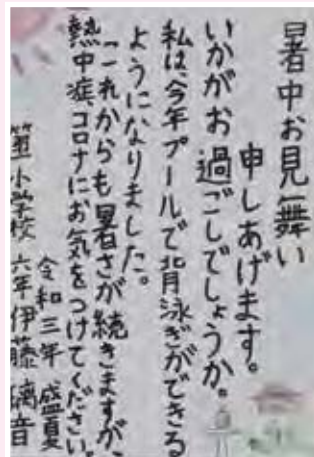 暑中お見舞い
申しあげます。
いかがお過ごしでしょうか。
私は、今年プールで背泳ぎができる
ようになりました。
これからも暑さが続きますが、
熱中症、コロナにお気をつけてください。
令和三年 盛夏
小学校 六年 伊藤 音